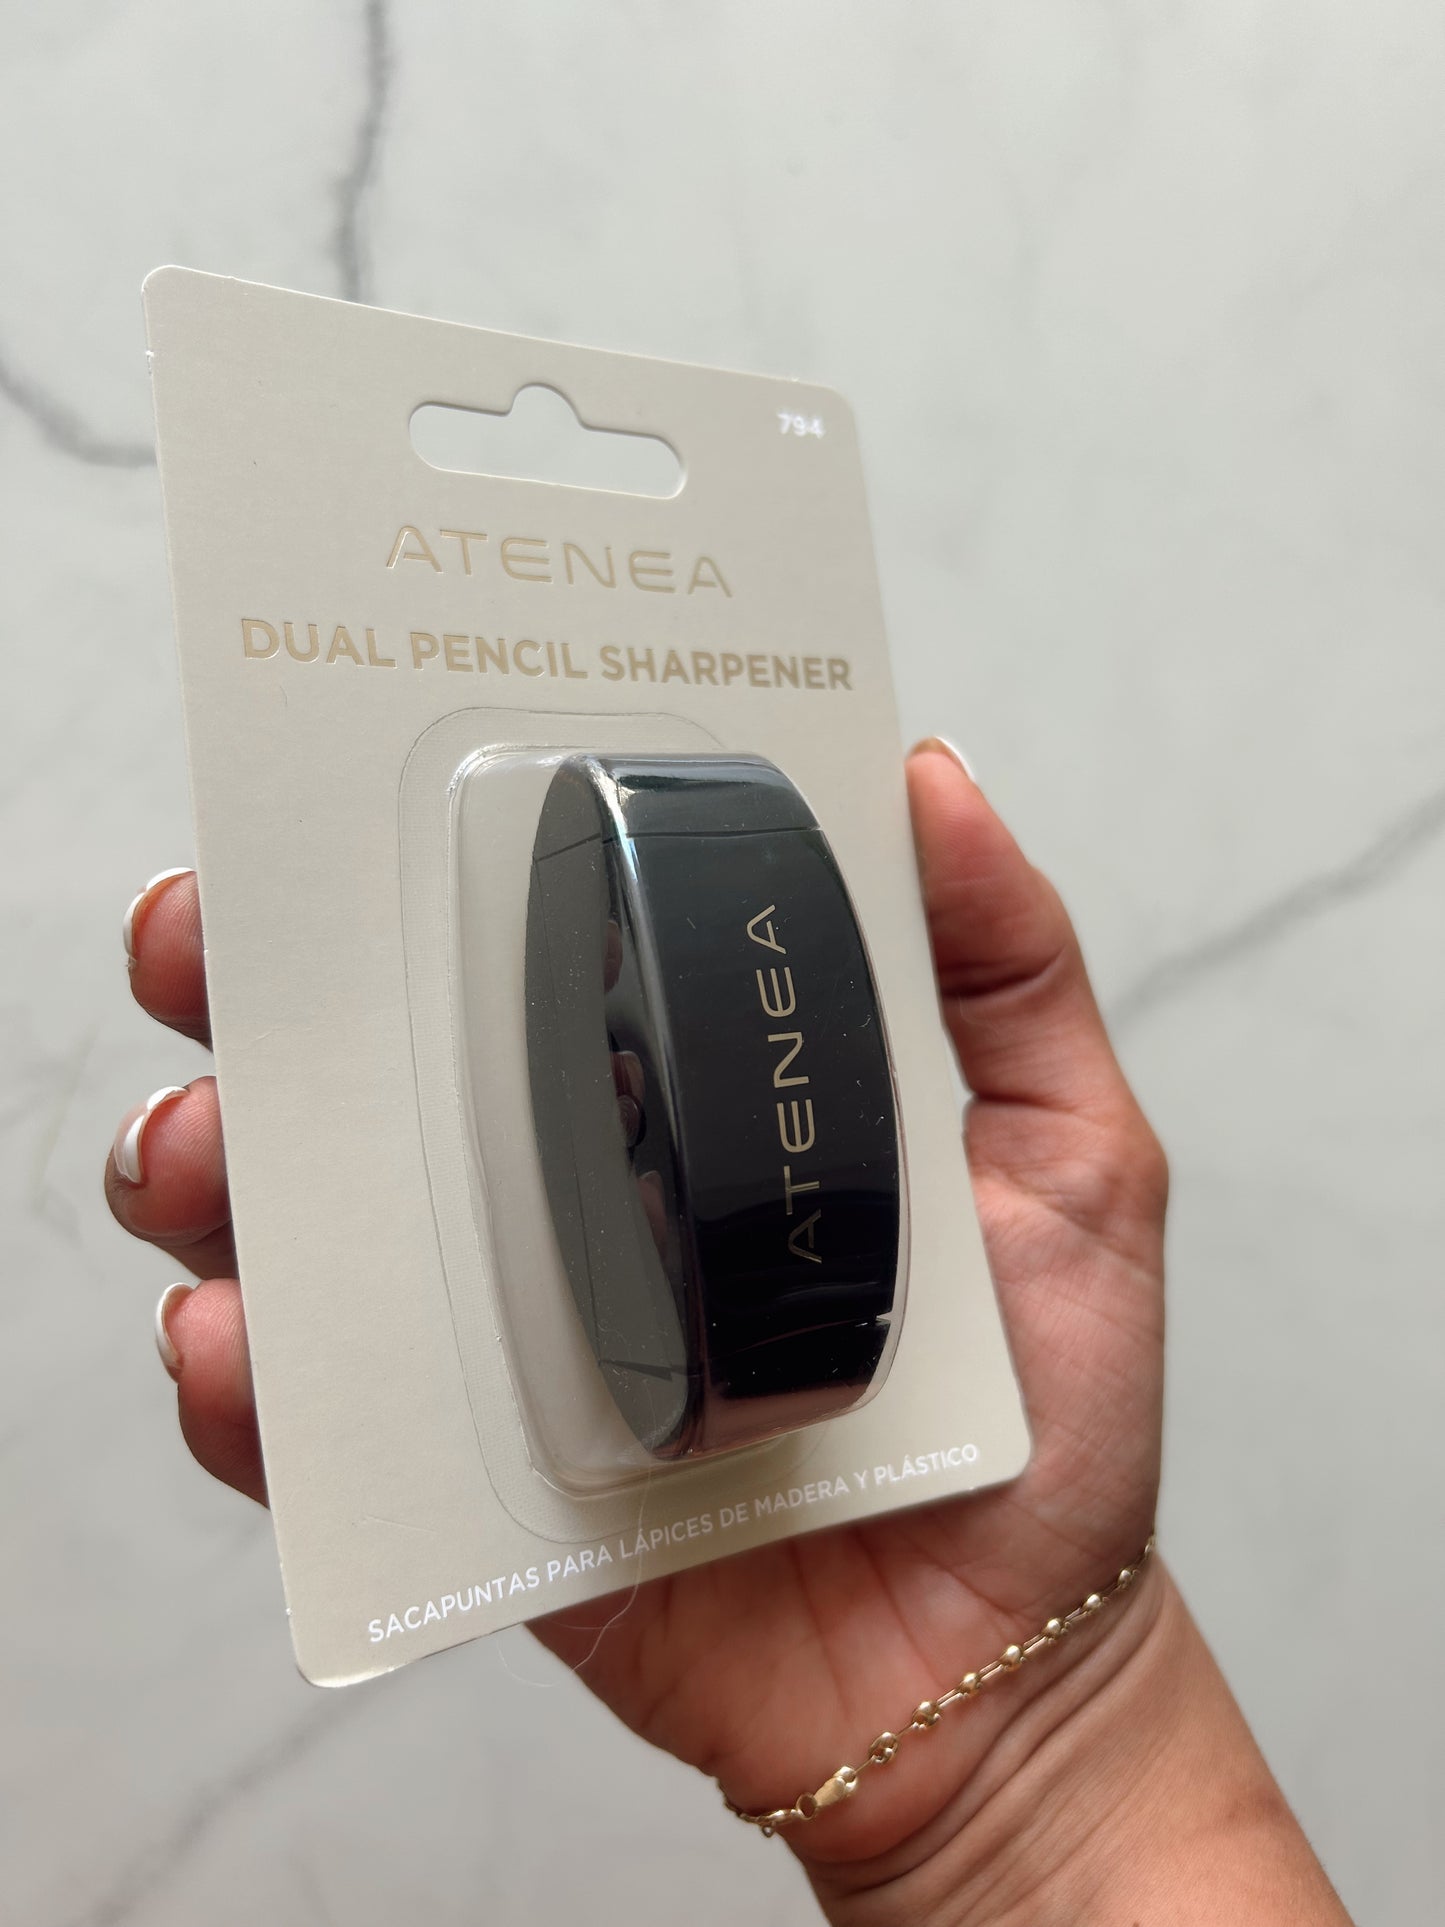 794
ATENEA
DUAL PENCIL SHARPENER
ATENEA
SACAPUNTAS PARA LÁPICES DE MADERA Y PLÁSTICO